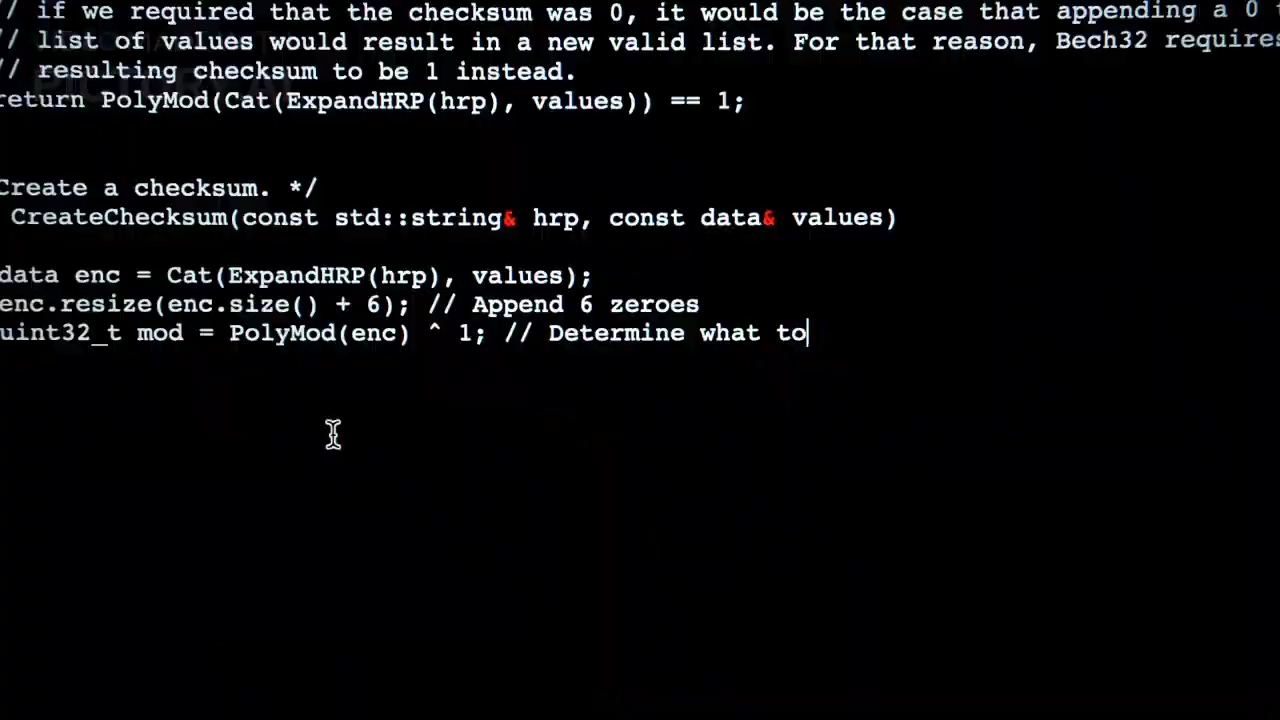 // if we required that the checksum was 0, it would be the case that appending a 0
// list of values would result in a new valid list. For that reason, Bech32 requires
// resulting checksum to be 1 instead.
return PolyMod(Cat(ExpandHRP(hrp), values)) == 1;
Create a checksum. */
CreateChecksum(const std::string& hrp, const data& values)
data enc = Cat(ExpandHRP(hrp), values);
enc.resize(enc.size() + 6); // Append 6 zeroes
uint32_t mod = PolyMod(enc) ^ 1; // Determine what to